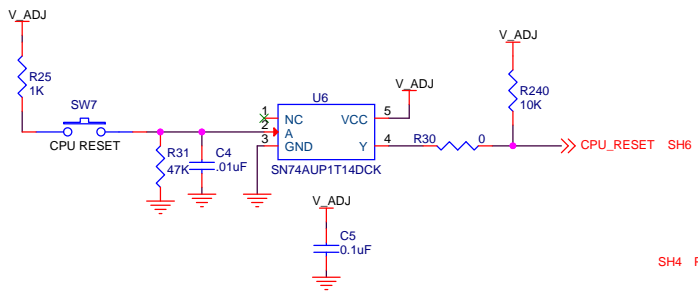 V_ADJ
R25
1K
SW7
CPU RESET
R31
47K
C4
.01uF
U6
1
NC
2
A
3
GND
VCC
5
Y
4
SN74AUP1T14DCK
V_ADJ
R30
0
V_ADJ
R240
10K
CPU_RESET SH6
V_ADJ
C5
0.1uF
SH4